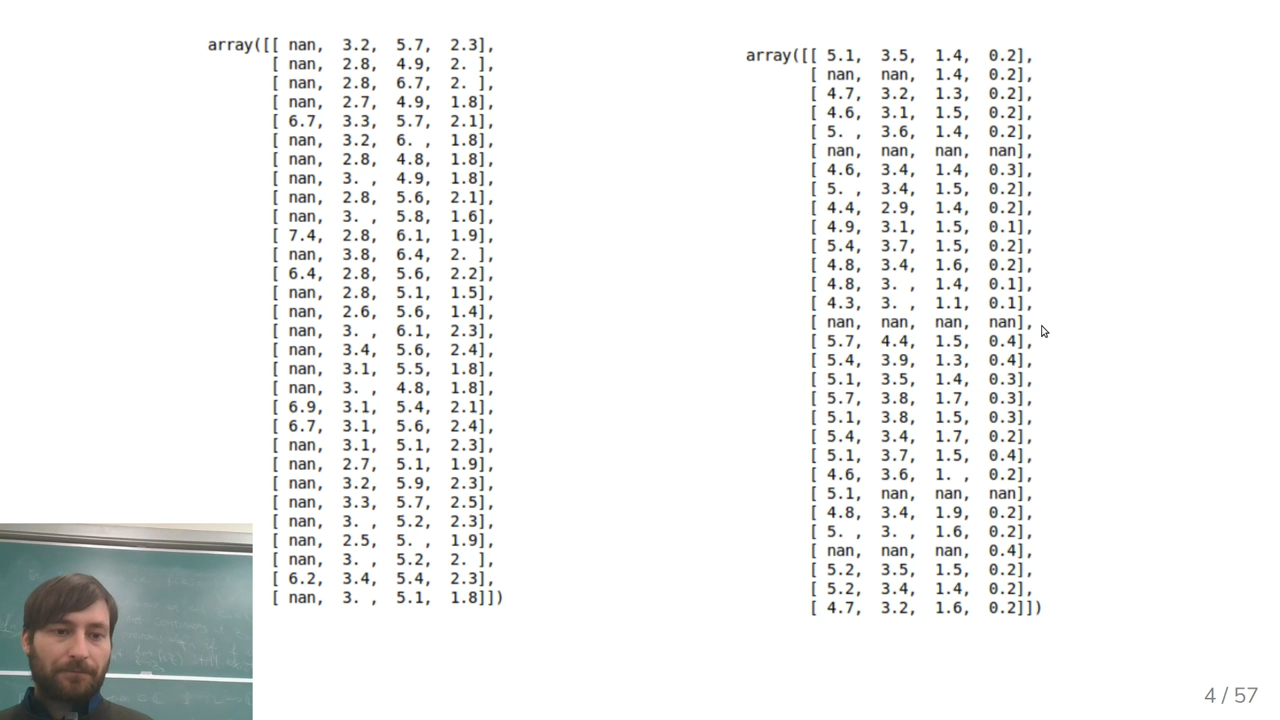 array([[ nan, 3.2, 5.7, 2.3],
[ nan, 2.8, 4.9, 2. ],
[ nan, 2.8, 6.7, 2. ],
[ nan, 2.7, 4.9, 1.8],
[ 6.7, 3.3, 5.7, 2.1],
[ nan, 3.2, 6. , 1.8],
[ nan, 2.8, 4.8, 1.8],
[ nan, 3. , 4.9, 1.8],
[ nan, 2.8, 5.6, 2.1],
[ nan, 3. , 5.8, 1.6],
[ 7.4, 2.8, 6.1, 1.9],
[ nan, 3.8, 6.4, 2. ],
[ 6.4, 2.8, 5.6, 2.2],
[ nan, 2.8, 5.1, 1.5],
[ nan, 2.6, 5.6, 1.4],
[ nan, 3. , 6.1, 2.3],
[ nan, 3.4, 5.6, 2.4],
[ nan, 3.1, 5.5, 1.8],
[ nan, 3. , 4.8, 1.8],
[ 6.9, 3.1, 5.4, 2.1],
[ 6.7, 3.1, 5.6, 2.4],
[ nan, 3.1, 5.1, 2.3],
[ nan, 2.7, 5.1, 1.9],
[ nan, 3.2, 5.9, 2.3],
[ nan, 3.3, 5.7, 2.5],
[ nan, 3. , 5.2, 2.3],
[ nan, 2.5, 5. , 1.9],
[ nan, 3. , 5.2, 2. ],
[ 6.2, 3.4, 5.4, 2.3],
[ nan, 3. , 5.1, 1.8]])
array([[ 5.1, 3.5, 1.4, 0.2],
[ nan, nan, 1.4, 0.2],
[ 4.7, 3.2, 1.3, 0.2],
[ 4.6, 3.1, 1.5, 0.2],
[ 5. , 3.6, 1.4, 0.2],
[ nan, nan, nan, nan],
[ 4.6, 3.4, 1.4, 0.3],
[ 5. , 3.4, 1.5, 0.2],
[ 4.4, 2.9, 1.4, 0.2],
[ 4.9, 3.1, 1.5, 0.1],
[ 5.4, 3.7, 1.5, 0.2],
[ 4.8, 3.4, 1.6, 0.2],
[ 4.8, 3. , 1.4, 0.1],
[ 4.3, 3. , 1.1, 0.1],
[ nan, nan, nan, nan],
[ 5.7, 4.4, 1.5, 0.4],
[ 5.4, 3.9, 1.3, 0.4],
[ 5.1, 3.5, 1.4, 0.3],
[ 5.7, 3.8, 1.7, 0.3],
[ 5.1, 3.8, 1.5, 0.3],
[ 5.4, 3.4, 1.7, 0.2],
[ 5.1, 3.7, 1.5, 0.4],
[ 4.6, 3.6, 1. , 0.2],
[ 5.1, nan, nan, nan],
[ 4.8, 3.4, 1.9, 0.2],
[ 5. , 3. , 1.6, 0.2],
[ nan, nan, nan, 0.4],
[ 5.2, 3.5, 1.5, 0.2],
[ 5.2, 3.4, 1.4, 0.2],
[ 4.7, 3.2, 1.6, 0.2]])
4 / 57